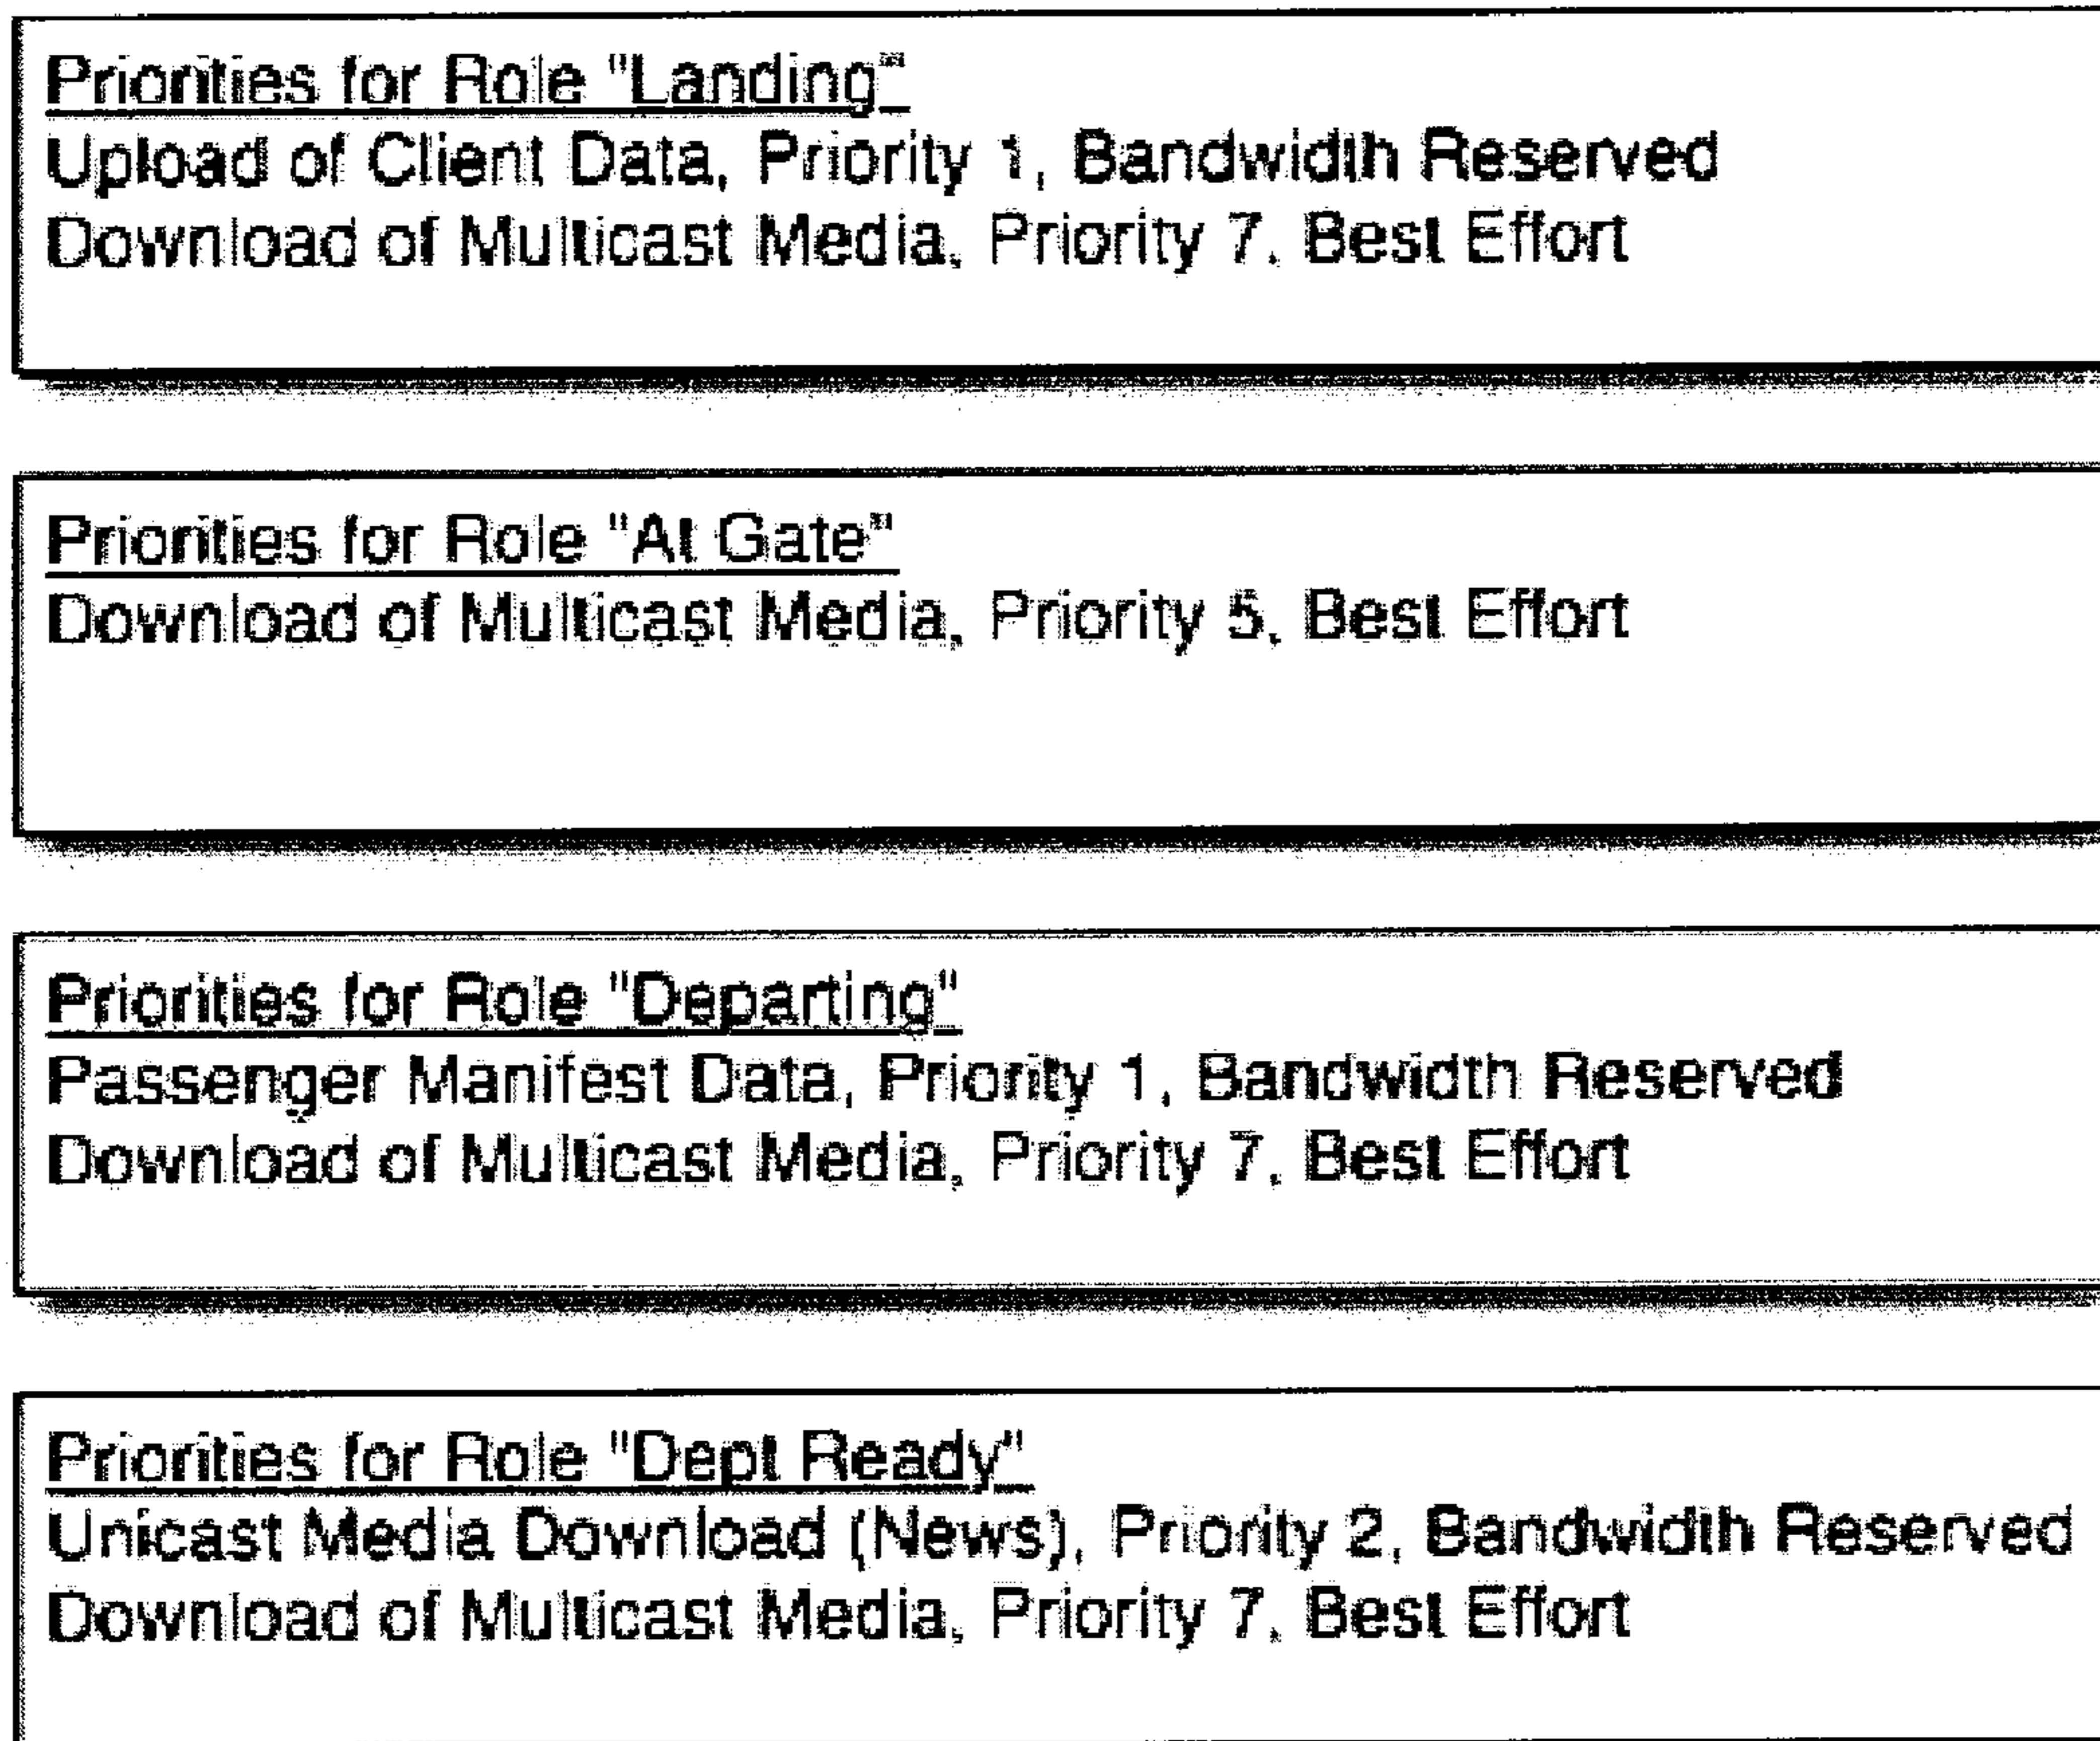 Priorities for Role "Landing"
Upload of Client Data, Priority 1, Bandwidth Reserved
Download of Multicast Media, Priority 7, Best Effort
Priorities for Role "At Gate"
Download of Multicast Media, Priority 5, Best Effort
Priorities for Role "Departing"
Passenger Manifest Data, Priority 1, Bandwidth Reserved
Download of Multicast Media, Priority 7, Best Effort
Priorities for Role "Dept Ready"
Unicast Media Download (News), Priority 2, Bandwidth Reserved
Download of Multicast Media, Priority 7, Best Effort